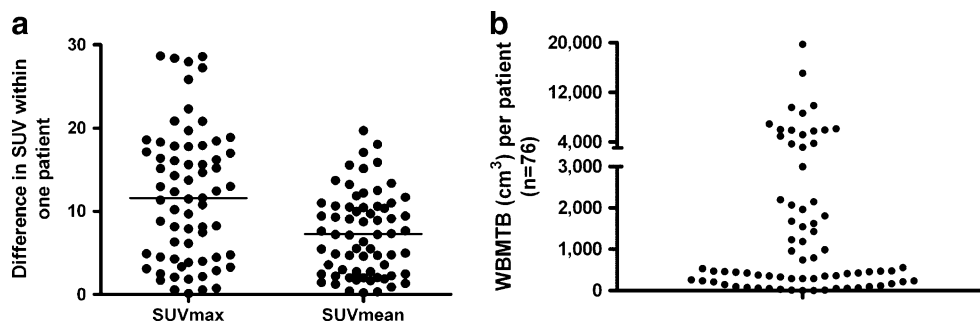 a
Difference in SUV within
one patient
30
20
10
0
SUVmax
SUVmean
b
WBMTB (cm³) per patient
(n=76)
20,000
12,000
4,000
3,000
2,000
1,000
0